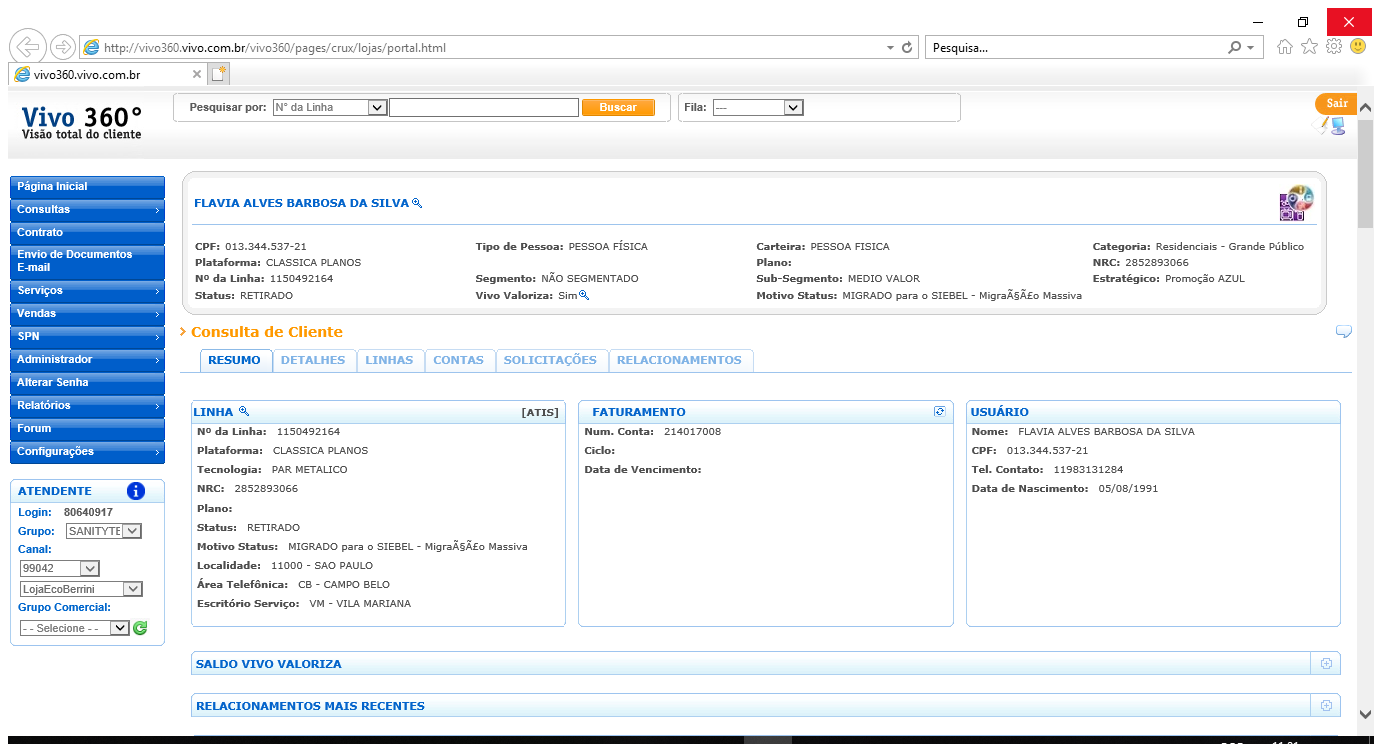 http://vivo360.vivo.com.br/vivo360/pages/crux/lojas/portal.html
Pesquisa...
vivo360.vivo.com.br
Vivo 360°
Visão total do cliente
Pesquisar por: N° da Linha Buscar
Fila: ---
Sair
Página Inicial
Consultas
Contrato
Envio de Documentos
E-mail
Serviços
Vendas
SPN
Administrador
Alterar Senha
Relatórios
Forum
Configurações
ATENDENTE
Login: 80640917
Grupo: SANITYTE
Canal:
99042
LojaEcoBerrini
Grupo Comercial:
- - Selecione - -
FLAVIA ALVES BARBOSA DA SILVA
CPF: 013.344.537-21 Tipo de Pessoa: PESSOA FÍSICA Carteira: PESSOA FISICA Categoria: Residenciais - Grande Público
Plataforma: CLASSICA PLANOS Plano: NRC: 2852893066
Nº da Linha: 1150492164 Segmento: NÃO SEGMENTADO Sub-Segmento: MEDIO VALOR Estratégico: Promoção AZUL
Status: RETIRADO Vivo Valoriza: Sim Motivo Status: MIGRADO para o SIEBEL - MigraÃ§Ã£o Massiva
Consulta de Cliente
RESUMO DETALHES LINHAS CONTAS SOLICITAÇÕES RELACIONAMENTOS
LINHA [ATIS]
Nº da Linha: 1150492164
Plataforma: CLASSICA PLANOS
Tecnologia: PAR METALICO
NRC: 2852893066
Plano:
Status: RETIRADO
Motivo Status: MIGRADO para o SIEBEL - MigraÃ§Ã£o Massiva
Localidade: 11000 - SAO PAULO
Área Telefônica: CB - CAMPO BELO
Escritório Serviço: VM - VILA MARIANA
FATURAMENTO
Num. Conta: 214017008
Ciclo:
Data de Vencimento:
USUÁRIO
Nome: FLAVIA ALVES BARBOSA DA SILVA
CPF: 013.344.537-21
Tel. Contato: 11983131284
Data de Nascimento: 05/08/1991
SALDO VIVO VALORIZA
RELACIONAMENTOS MAIS RECENTES